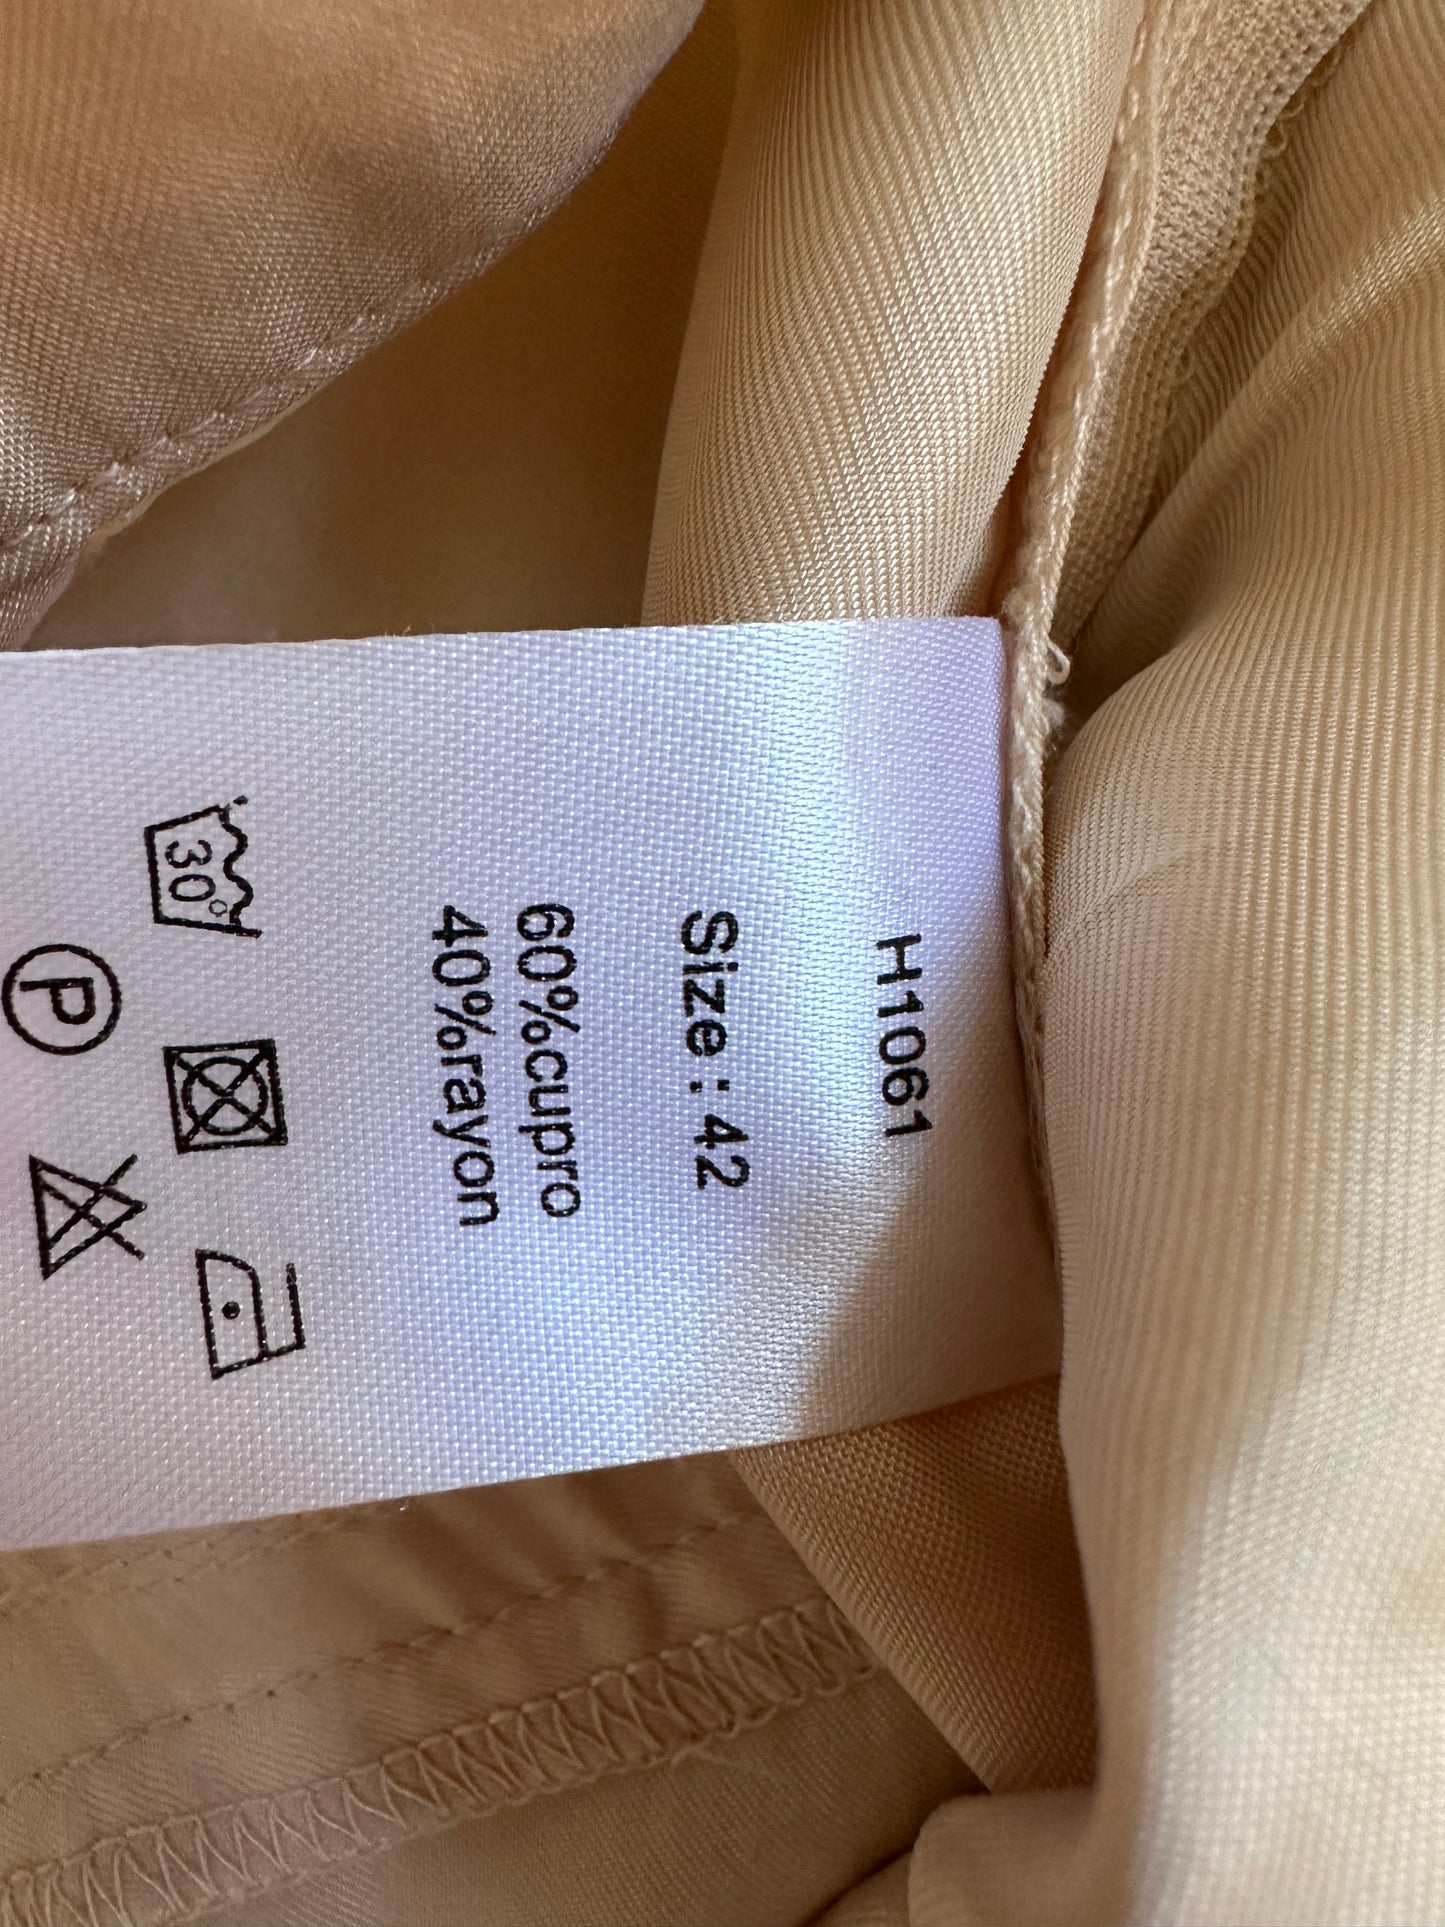 H1061
Size : 42
60%cupro
40%rayon
30°
P